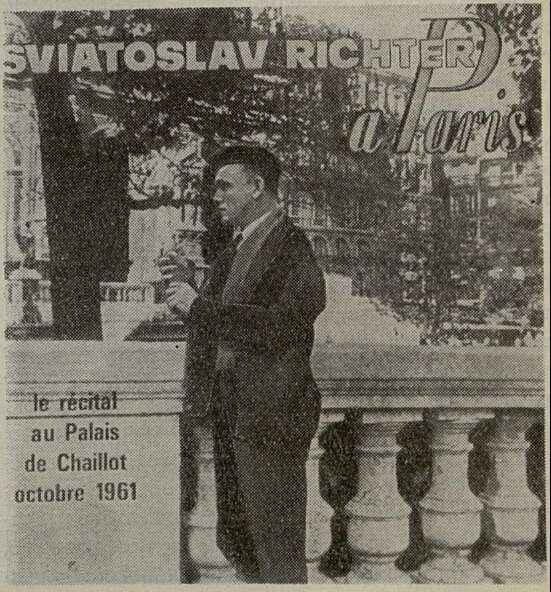 SVIATOSLAV RICHTER
a Paris
le récital
au Palais
de Chaillot
octobre 1961